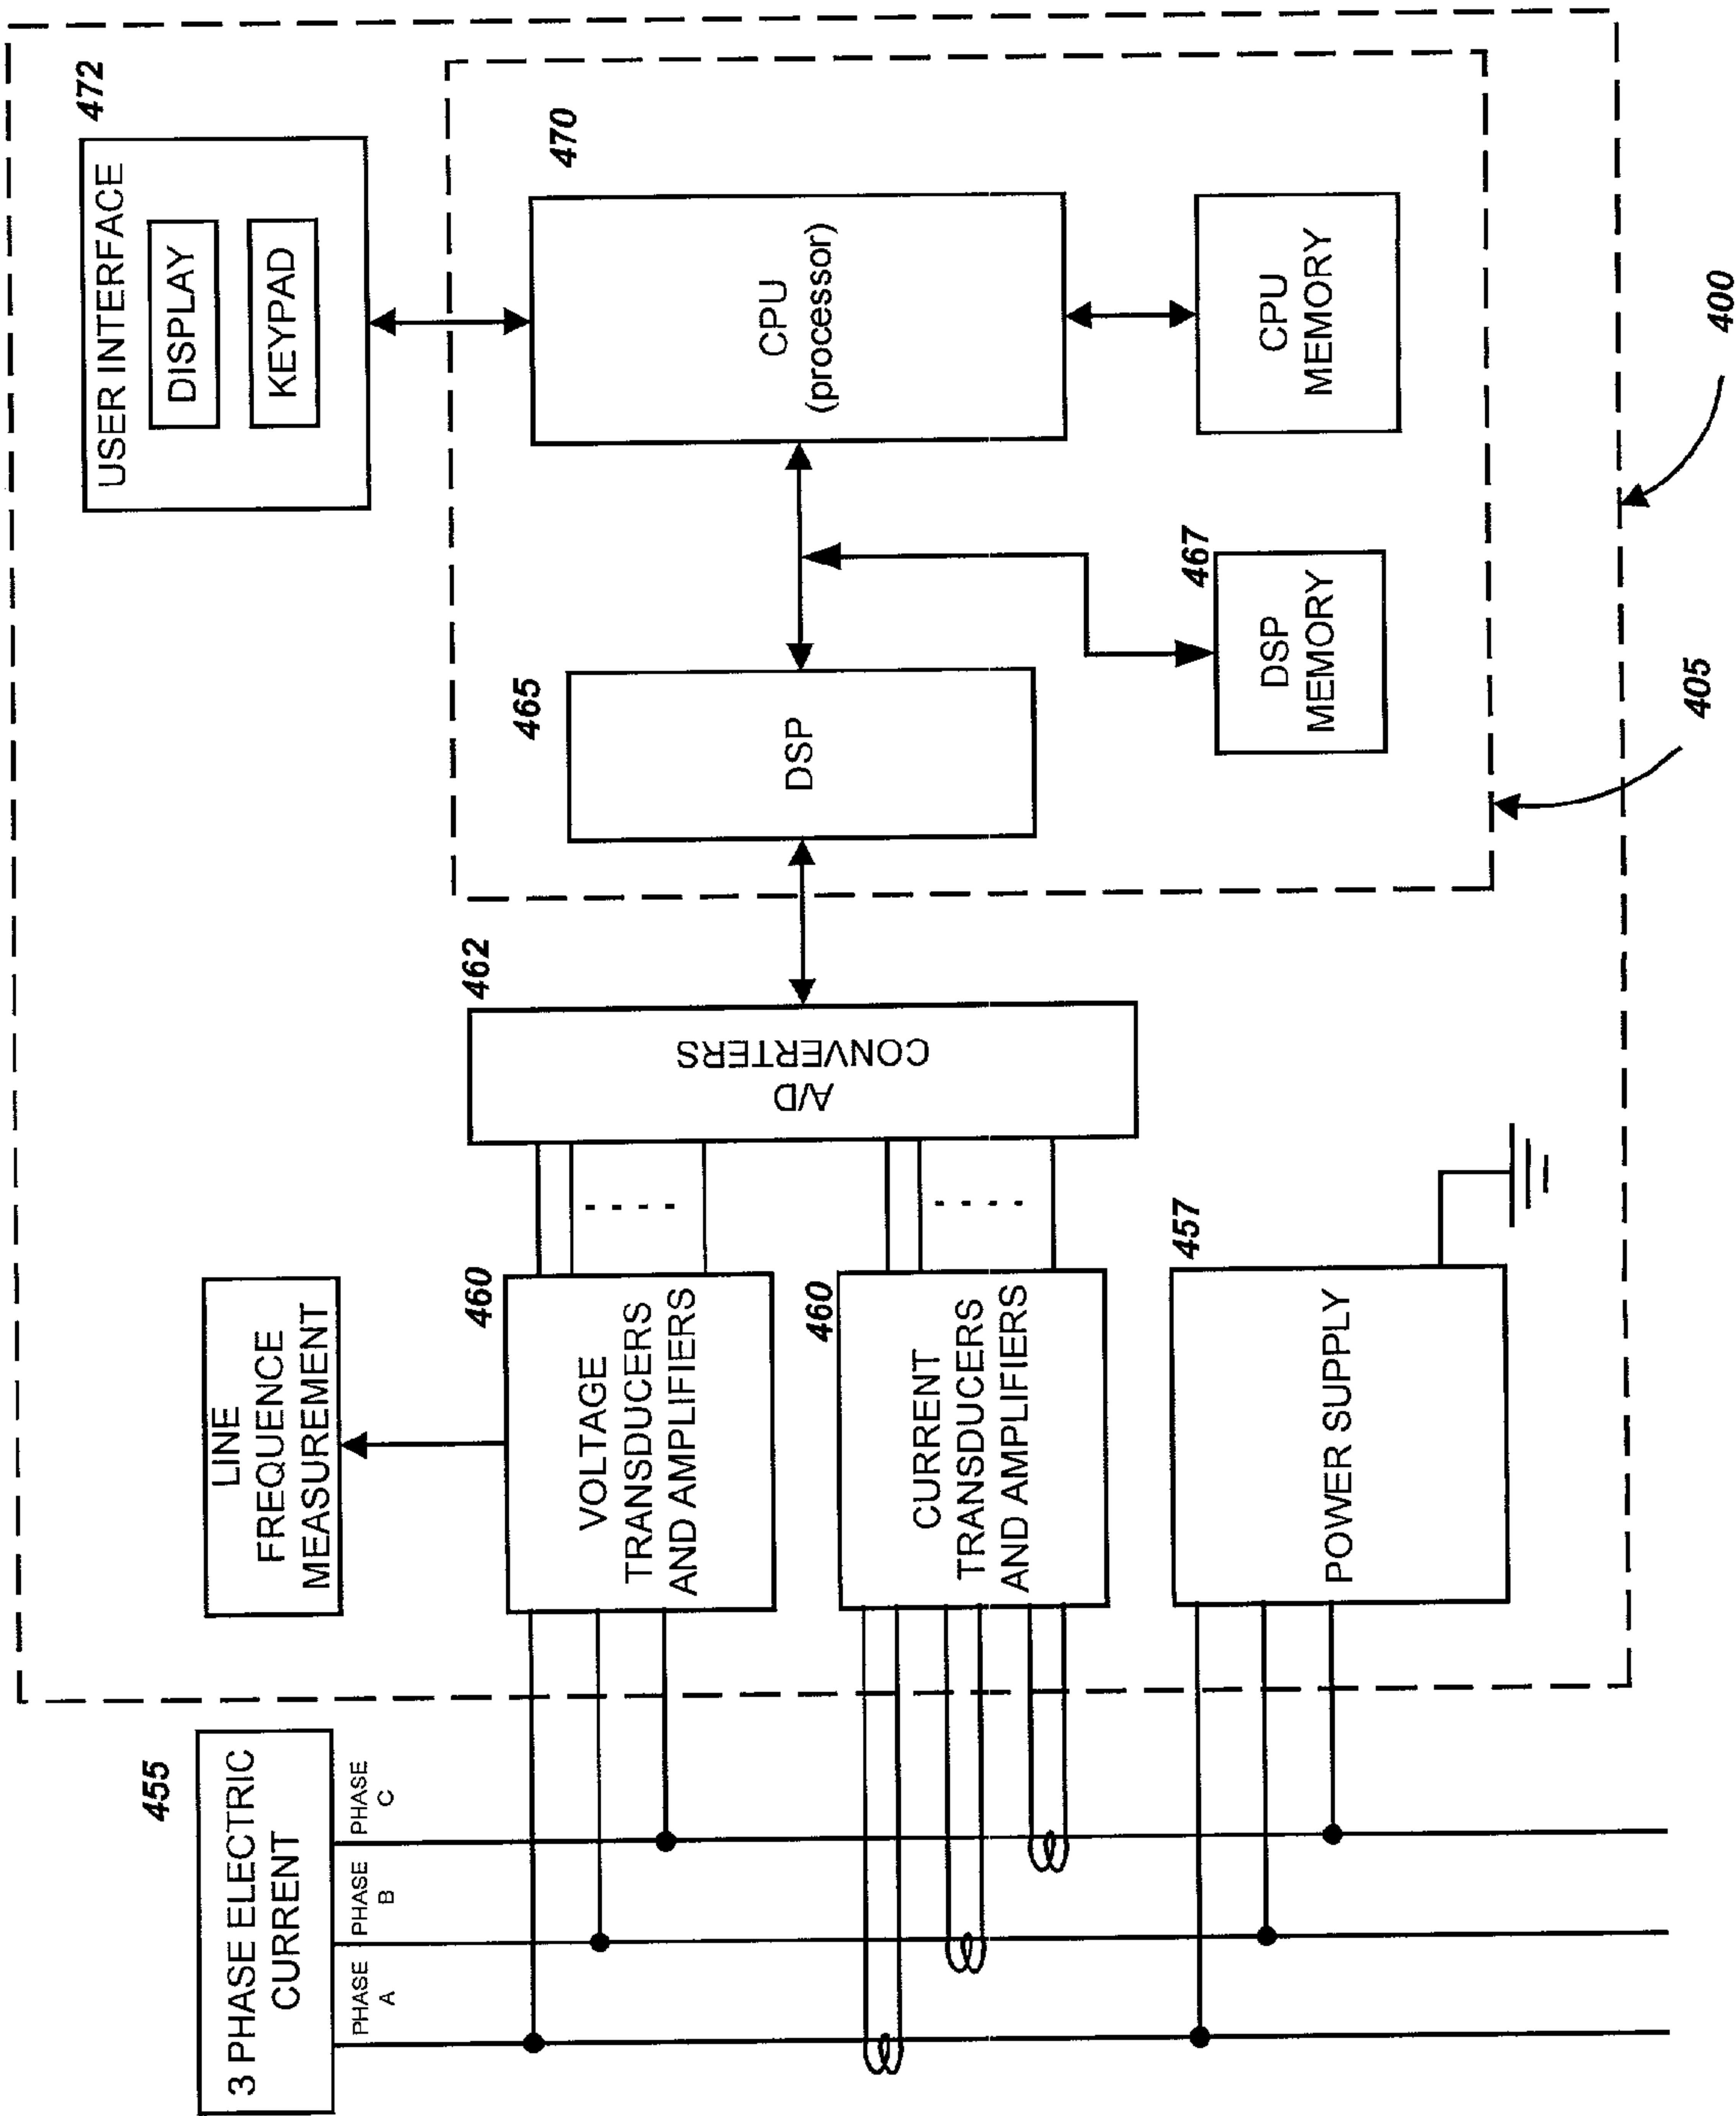 455
3 PHASE ELECTRIC
CURRENT
PHASE
A
PHASE
B
PHASE
C
LINE
FREQUENCE
MEASUREMENT
460
VOLTAGE
TRANSDUCERS
AND AMPLIFIERS
460
CURRENT
TRANSDUCERS
AND AMPLIFIERS
457
POWER SUPPLY
462
A/D
CONVERTERS
465
DSP
467
DSP
MEMORY
470
CPU
(processor)
CPU
MEMORY
472
USER INTERFACE
DISPLAY
KEYPAD
405
400